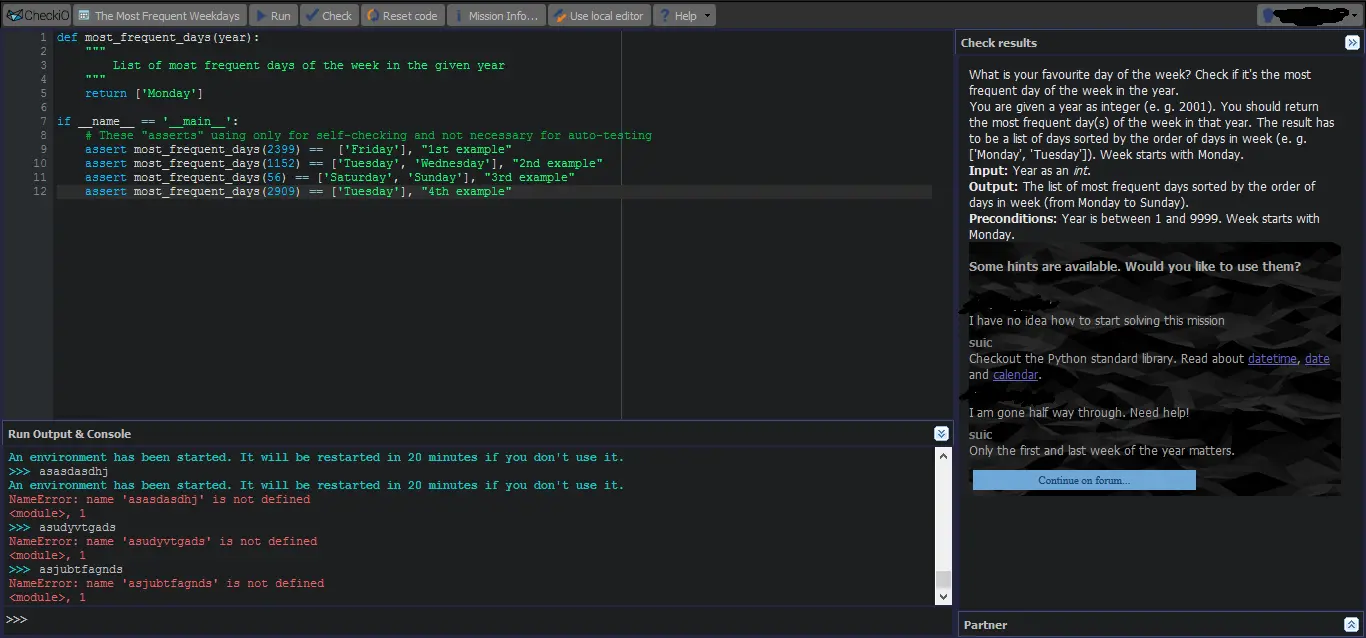 CheckiO The Most Frequent Weekdays Run Check Reset code Mission Info... Use local editor Help
1 def most_frequent_days(year):
2 """
3 List of most frequent days of the week in the given year
4 """
5 return ['Monday']
6
7 if __name__ == '__main__':
8 # These "asserts" using only for self-checking and not necessary for auto-testing
9 assert most_frequent_days(2399) ==  ['Friday'], "1st example"
10 assert most_frequent_days(1152) == ['Tuesday', 'Wednesday'], "2nd example"
11 assert most_frequent_days(56) == ['Saturday', 'Sunday'], "3rd example"
12 assert most_frequent_days(2909) == ['Tuesday'], "4th example"
Run Output & Console
An environment has been started. It will be restarted in 20 minutes if you don't use it.
>>> asasdasdhj
An environment has been started. It will be restarted in 20 minutes if you don't use it.
NameError: name 'asasdasdhj' is not defined
<module>, 1
>>> asudyvtgads
NameError: name 'asudyvtgads' is not defined
<module>, 1
>>> asjubtfagnds
NameError: name 'asjubtfagnds' is not defined
<module>, 1
>>>
Check results
What is your favourite day of the week? Check if it's the most
frequent day of the week in the year.
You are given a year as integer (e. g. 2001). You should return
the most frequent day(s) of the week in that year. The result has
to be a list of days sorted by the order of days in week (e. g.
['Monday', 'Tuesday']). Week starts with Monday.
Input: Year as an int.
Output: The list of most frequent days sorted by the order of
days in week (from Monday to Sunday).
Preconditions: Year is between 1 and 9999. Week starts with
Monday.
Some hints are available. Would you like to use them?
I have no idea how to start solving this mission
suic
Checkout the Python standard library. Read about datetime, date
and calendar.
I am gone half way through. Need help!
suic
Only the first and last week of the year matters.
Continue on forum...
Partner